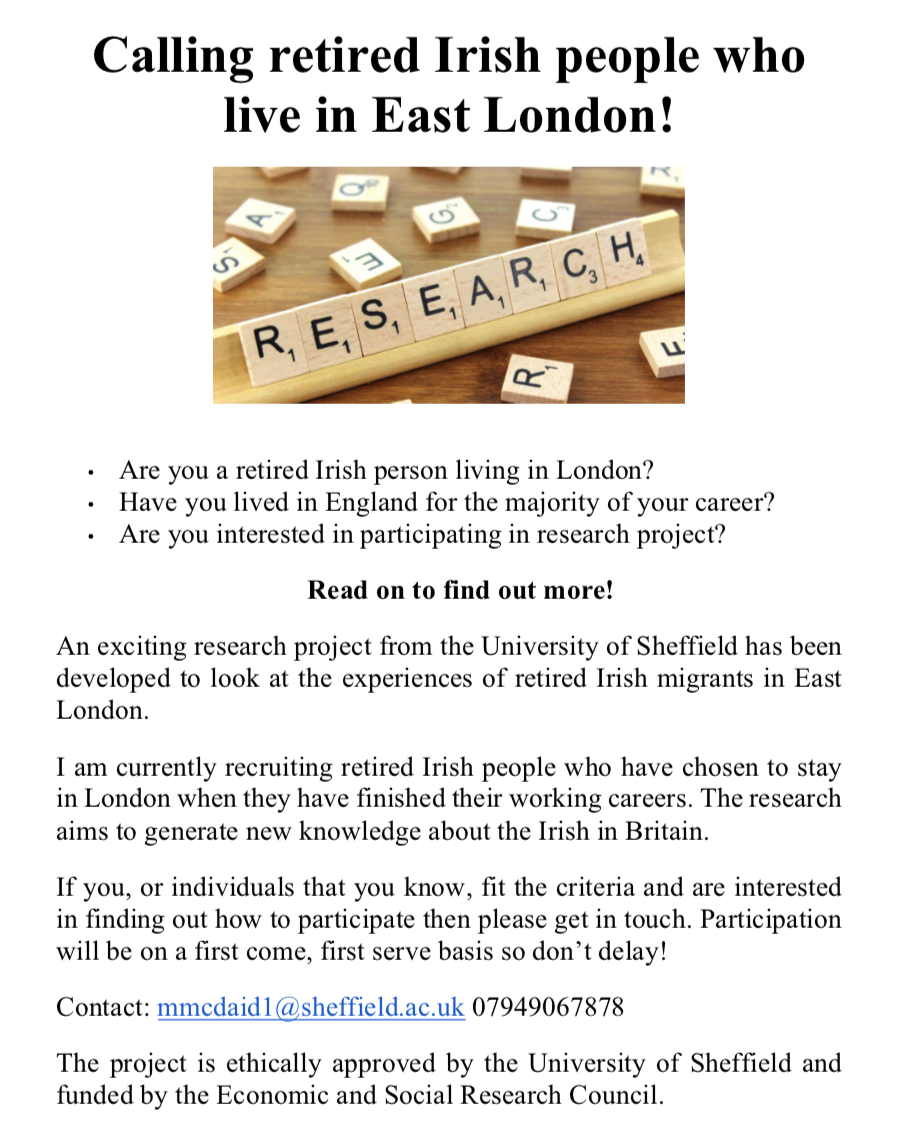 Calling retired Irish people who
live in East London!
A1
Q10
G2
C3
R1
S1
E1
R1 E1 S1 E1 A1 R1 C3 H4
R1
E
• Are you a retired Irish person living in London?
• Have you lived in England for the majority of your career?
• Are you interested in participating in research project?
Read on to find out more!
An exciting research project from the University of Sheffield has been
developed to look at the experiences of retired Irish migrants in East
London.
I am currently recruiting retired Irish people who have chosen to stay
in London when they have finished their working careers. The research
aims to generate new knowledge about the Irish in Britain.
If you, or individuals that you know, fit the criteria and are interested
in finding out how to participate then please get in touch. Participation
will be on a first come, first serve basis so don’t delay!
Contact: mmcdaid1@sheffield.ac.uk 07949067878
The project is ethically approved by the University of Sheffield and
funded by the Economic and Social Research Council.